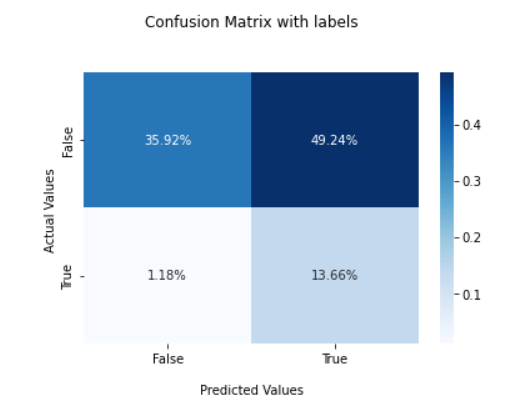 Confusion Matrix with labels
Actual Values
False
35.92%
49.24%
True
1.18%
13.66%
False
True
Predicted Values
0.4
0.3
0.2
0.1